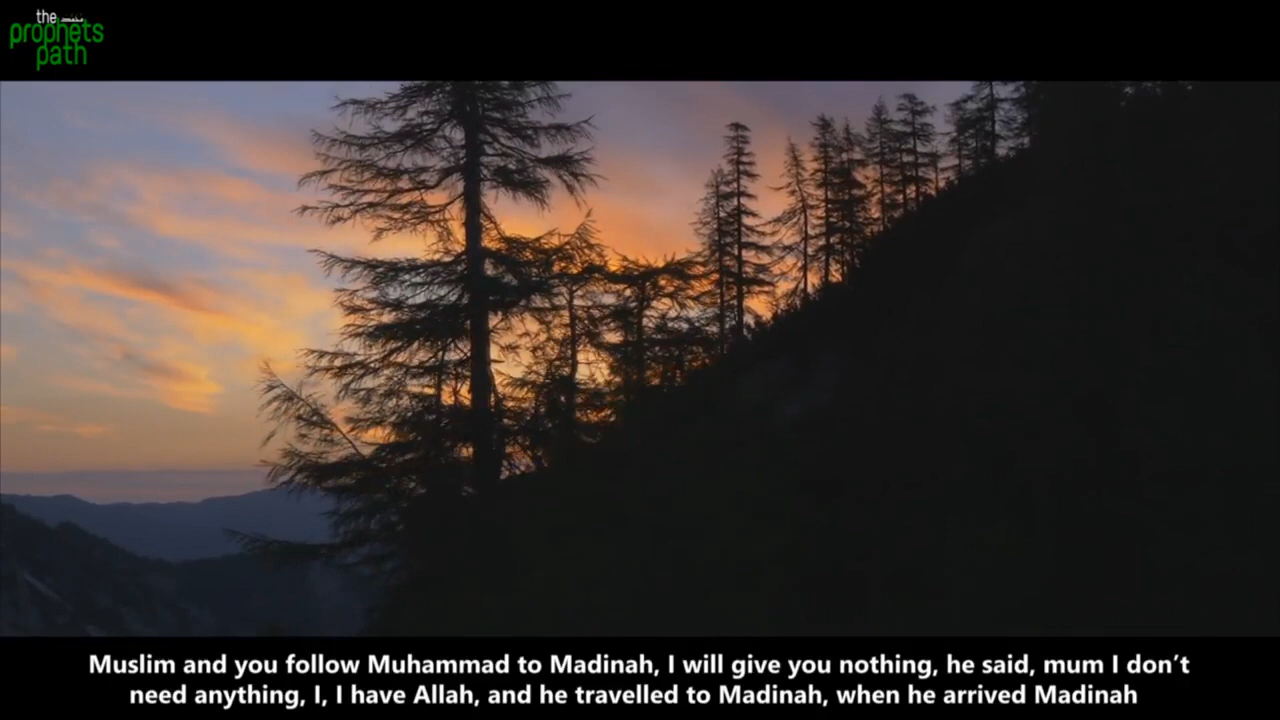 the
prophets
path
Muslim and you follow Muhammad to Madinah, I will give you nothing, he said, mum I don't
need anything, I, I have Allah, and he travelled to Madinah, when he arrived Madinah